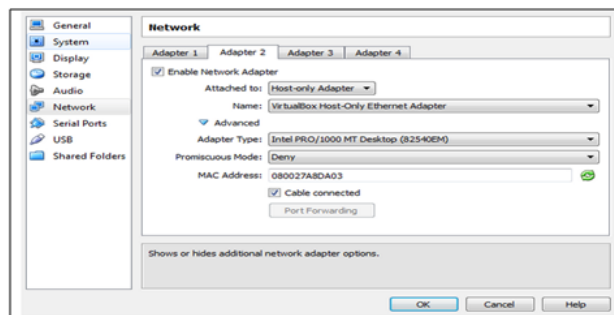 General
System
Display
Storage
Audio
Network
Serial Ports
USB
Shared Folders
Network
Adapter 1 Adapter 2 Adapter 3 Adapter 4
Enable Network Adapter
Attached to: Host-only Adapter
Name: VirtualBox Host-Only Ethernet Adapter
Advanced
Adapter Type: Intel PRO/1000 MT Desktop (82540EM)
Promiscuous Mode: Deny
MAC Address: 080027A8DA03
Cable connected
Port Forwarding
Shows or hides additional network adapter options.
OK Cancel Help